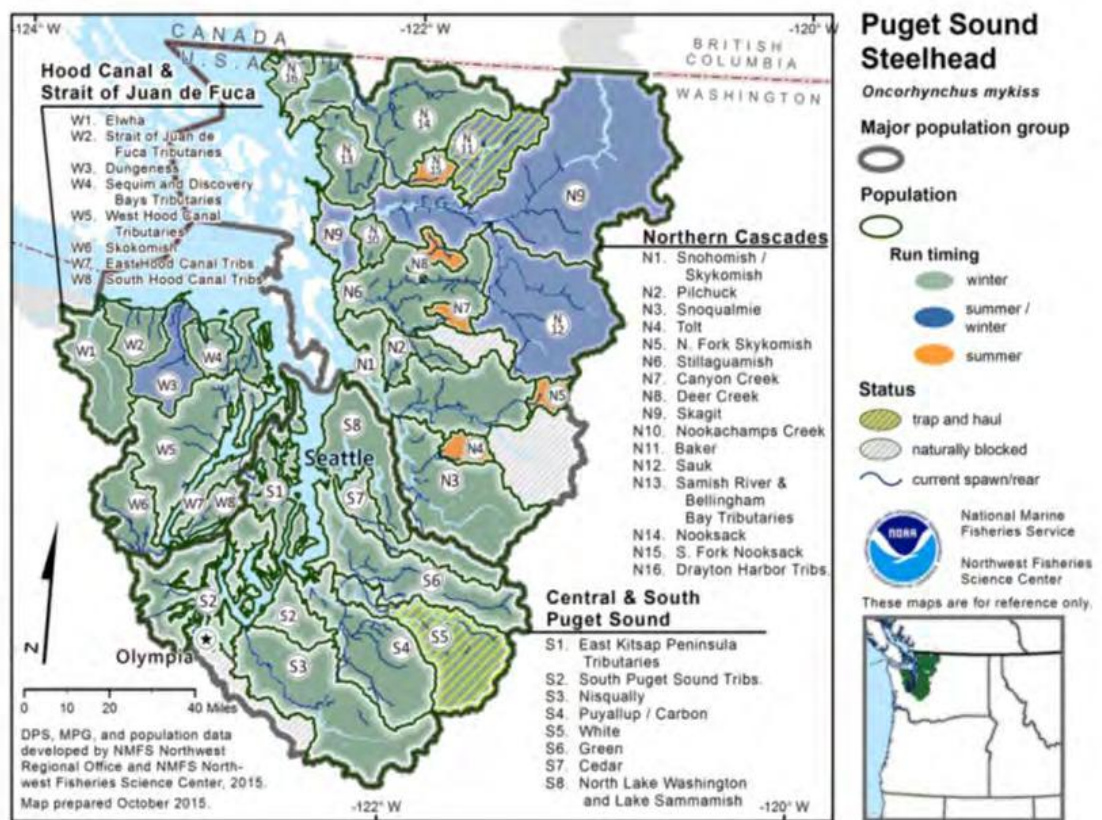 -124° W
-122° W
-120° W
CANADA
U.S.A.
BRITISH
COLUMBIA
WASHINGTON
Hood Canal &
Strait of Juan de Fuca
W1. Elwha
W2. Strait of Juan de
Fuca Tributaries
W3. Dungeness
W4. Sequim and Discovery
Bays Tributaries
W5. West Hood Canal
Tributaries
W6 Skokomish
W7 East Hood Canal Tribs
W8 South Hood Canal Tribs
N
16
N
14
N
11
N
13
N
15
N9
N9
N
10
N8
N6
N7
N
12
N1
N2
N5
N4
N3
W1
W2
W3
W4
W5
W6
W7
W8
S8
Seattle
S1
S7
S6
S2
S2
S5
S4
S3
Olympia
N
0 10 20 40 Miles
DPS, MPG, and population data
developed by NMFS Northwest
Regional Office and NMFS North-
west Fisheries Science Center, 2015.
Map prepared October 2015.
-122° W
-120° W
Northern Cascades
N1. Snohomish /
Skykomish
N2. Pilchuck
N3. Snoqualmie
N4. Tolt
N5. N. Fork Skykomish
N6. Stillaguamish
N7. Canyon Creek
N8. Deer Creek
N9. Skagit
N10. Nookachamps Creek
N11. Baker
N12. Sauk
N13. Samish River &
Bellingham
Bay Tributaries
N14. Nooksack
N15. S. Fork Nooksack
N16. Drayton Harbor Tribs.
Central & South
Puget Sound
S1. East Kitsap Peninsula
Tributaries
S2. South Puget Sound Tribs.
S3. Nisqually
S4. Puyallup / Carbon
S5. White
S6. Green
S7. Cedar
S8. North Lake Washington
and Lake Sammamish
Puget Sound
Steelhead
Oncorhynchus mykiss
Major population group
Population
Run timing
winter
summer /
winter
summer
Status
trap and haul
naturally blocked
current spawn/rear
NOAA
National Marine
Fisheries Service
Northwest Fisheries
Science Center
These maps are for reference only.